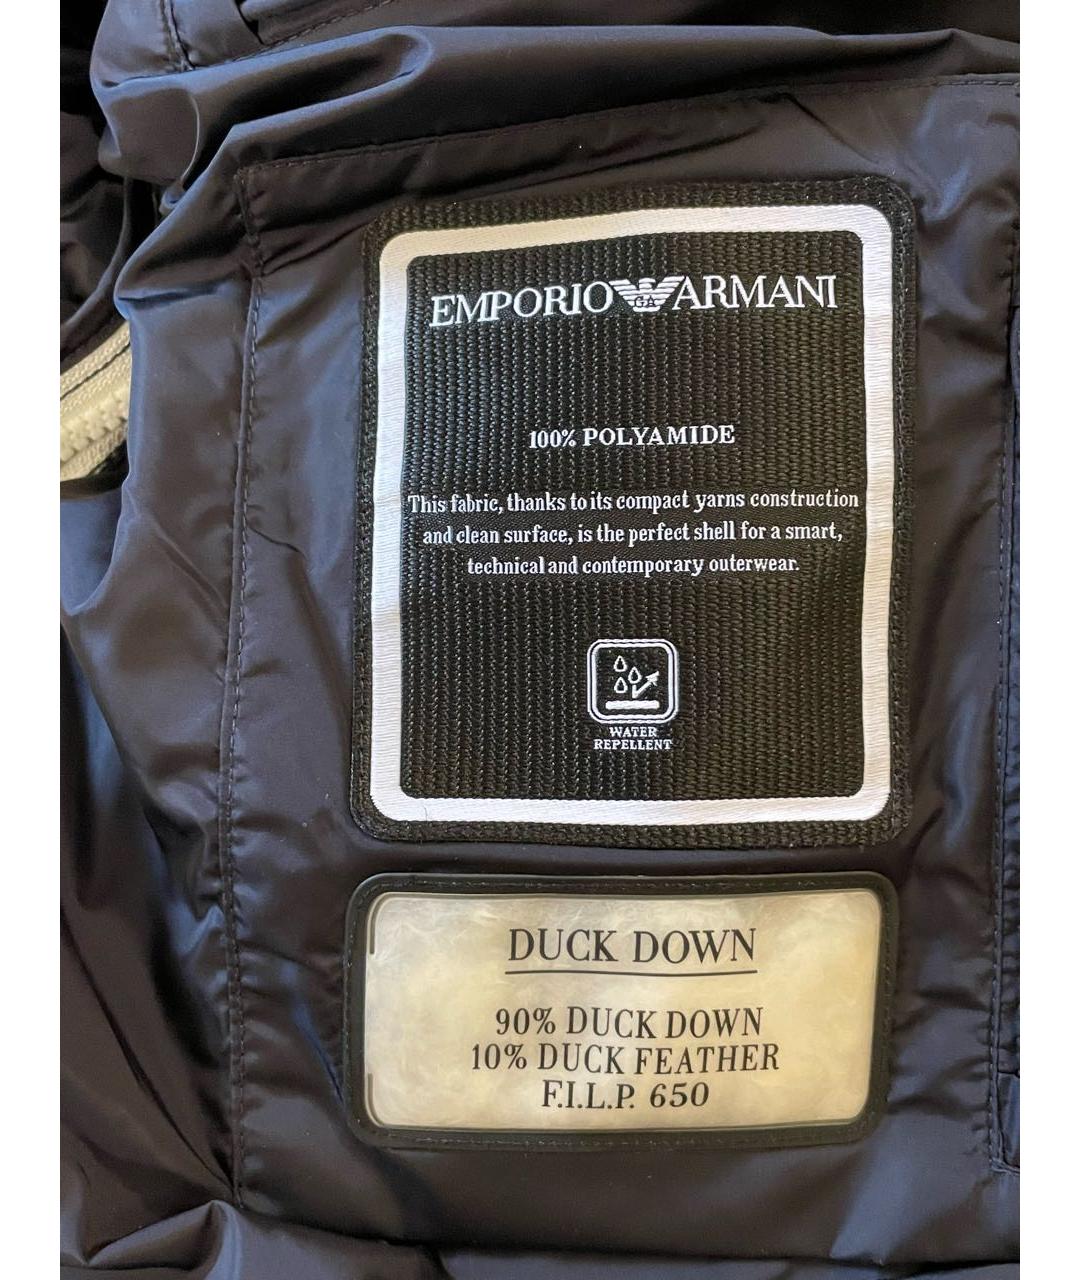 EMPORIO GA ARMANI
100% POLYAMIDE
This fabric, thanks to its compact yarns construction
and clean surface, is the perfect shell for a smart,
technical and contemporary outerwear.
WATER
REPELLENT
DUCK DOWN
90% DUCK DOWN
10% DUCK FEATHER
F.I.L.P. 650